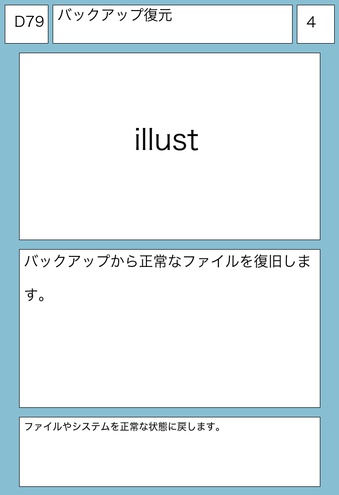 D79
バックアップ復元
4
illust
バックアップから正常なファイルを復旧しま
す。
ファイルやシステムを正常な状態に戻します。